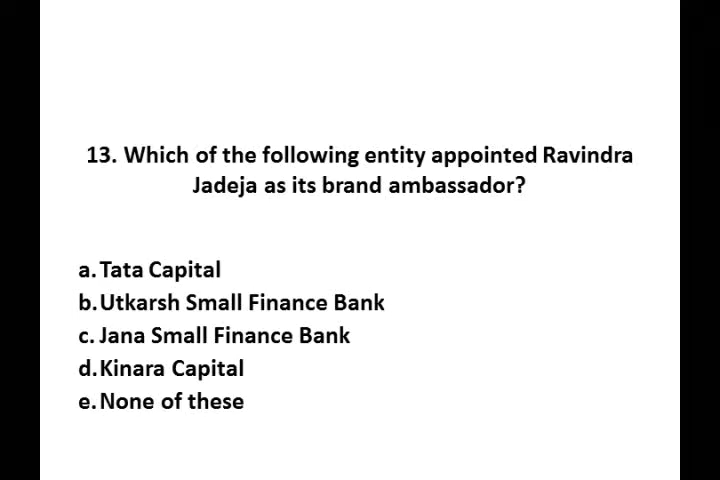 13. Which of the following entity appointed Ravindra
Jadeja as its brand ambassador?
a. Tata Capital
b. Utkarsh Small Finance Bank
c. Jana Small Finance Bank
d. Kinara Capital
e. None of these